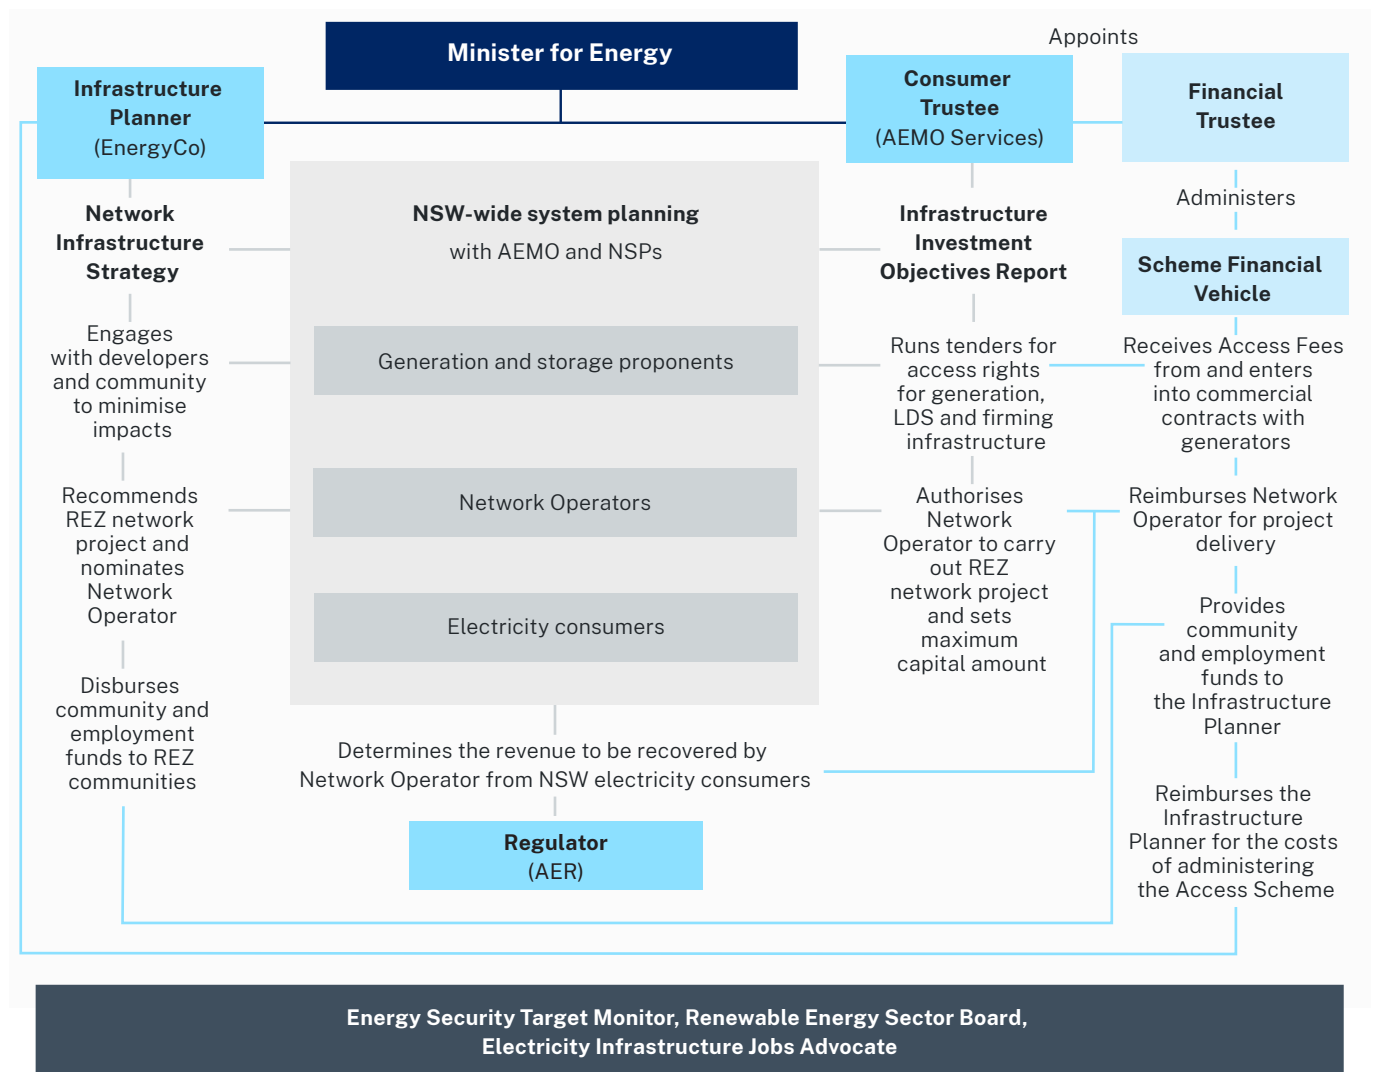 Minister for Energy
Appoints
Infrastructure
Planner
(EnergyCo)
Consumer
Trustee
(AEMO Services)
Financial
Trustee
Administers
Network
Infrastructure
Strategy
NSW-wide system planning
with AEMO and NSPs
Infrastructure
Investment
Objectives Report
Scheme Financial
Vehicle
Engages
with developers
and community
to minimise
impacts
Generation and storage proponents
Runs tenders for
access rights
for generation,
LDS and firming
infrastructure
Receives Access Fees
from and enters
into commercial
contracts with
generators
Recommends
REZ network
project and
nominates
Network
Operator
Network Operators
Authorises
Network
Operator to carry
out REZ
network project
and sets
maximum
capital amount
Reimburses Network
Operator for project
delivery
Electricity consumers
Provides
community
and employment
funds to
the Infrastructure
Planner
Disburses
community and
employment
funds to REZ
communities
Determines the revenue to be recovered by
Network Operator from NSW electricity consumers
Regulator
(AER)
Reimburses the
Infrastructure
Planner for the costs
of administering
the Access Scheme
Energy Security Target Monitor, Renewable Energy Sector Board,
Electricity Infrastructure Jobs Advocate